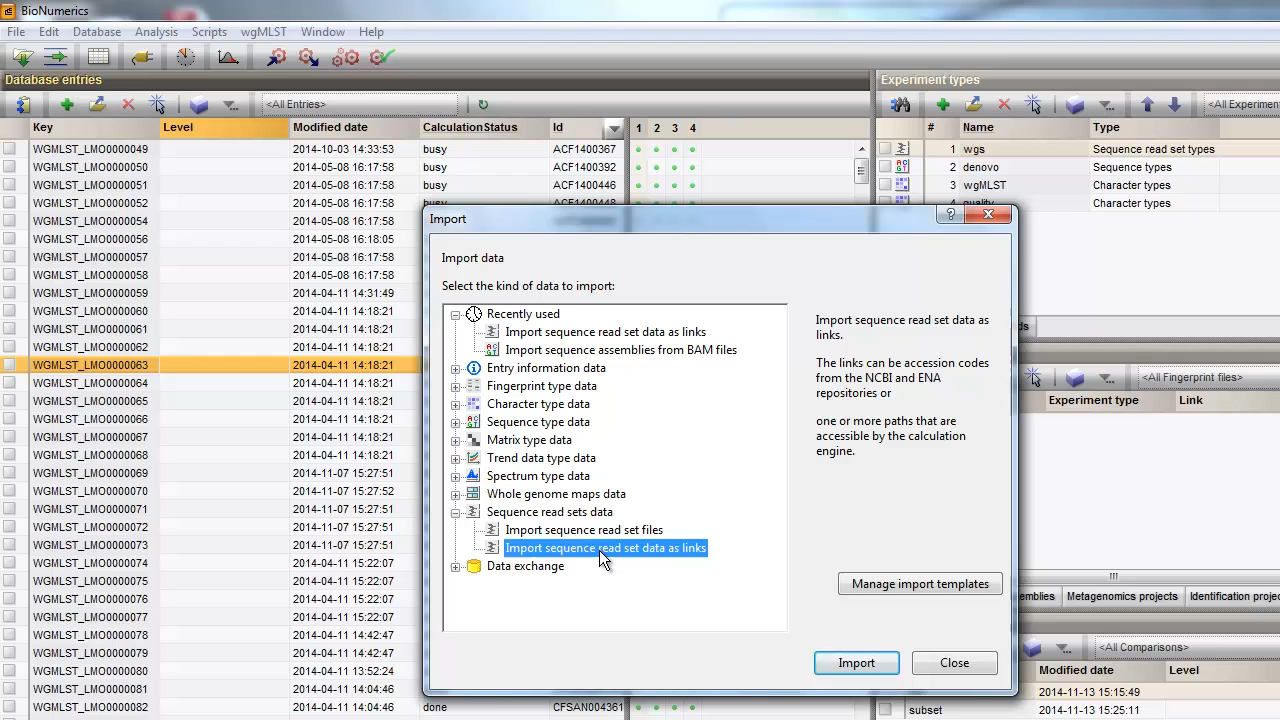 BioNumerics
File Edit Database Analysis Scripts wgMLST Window Help
Database entries
<All Entries>
Key Level Modified date CalculationStatus Id 1 2 3 4
WGMLST_LMO0000049 2014-10-03 14:33:53 busy ACF1400367
WGMLST_LMO0000050 2014-05-08 16:17:58 busy ACF1400392
WGMLST_LMO0000051 2014-05-08 16:17:58 busy ACF1400446
WGMLST_LMO0000052 2014-05-08 16:17:58 busy ACF1400448
WGMLST_LMO0000054 2014-05-08 16:17:58
WGMLST_LMO0000056 2014-05-08 16:18:05
WGMLST_LMO0000057 2014-05-08 16:17:58
WGMLST_LMO0000058 2014-05-08 16:17:58
WGMLST_LMO0000059 2014-04-11 14:31:49
WGMLST_LMO0000060 2014-04-11 14:18:21
WGMLST_LMO0000061 2014-04-11 14:18:21
WGMLST_LMO0000062 2014-04-11 14:18:21
WGMLST_LMO0000063 2014-04-11 14:18:21
WGMLST_LMO0000064 2014-04-11 14:18:21
WGMLST_LMO0000065 2014-04-11 14:18:21
WGMLST_LMO0000066 2014-04-11 14:18:21
WGMLST_LMO0000067 2014-04-11 14:18:21
WGMLST_LMO0000068 2014-04-11 14:18:21
WGMLST_LMO0000069 2014-11-07 15:27:51
WGMLST_LMO0000070 2014-11-07 15:27:52
WGMLST_LMO0000071 2014-11-07 15:27:51
WGMLST_LMO0000072 2014-11-07 15:27:51
WGMLST_LMO0000073 2014-11-07 15:27:51
WGMLST_LMO0000074 2014-04-11 15:22:07
WGMLST_LMO0000075 2014-04-11 15:22:07
WGMLST_LMO0000076 2014-04-11 15:22:07
WGMLST_LMO0000077 2014-04-11 15:22:07
WGMLST_LMO0000078 2014-04-11 14:42:47
WGMLST_LMO0000079 2014-04-11 14:42:47
WGMLST_LMO0000080 2014-04-11 13:52:24
WGMLST_LMO0000081 2014-04-11 14:04:46
WGMLST_LMO0000082 2014-04-11 14:04:46 done CFSAN004361
Experiment types
<All Experim
# Name Type
1 wgs Sequence read set types
2 denovo Sequence types
3 wgMLST Character types
4 quality Character types
Import
Import data
Select the kind of data to import:
Recently used
Import sequence read set data as links
Import sequence assemblies from BAM files
Entry information data
Fingerprint type data
Character type data
Sequence type data
Matrix type data
Trend data type data
Spectrum type data
Whole genome maps data
Sequence read sets data
Import sequence read set files
Import sequence read set data as links
Data exchange
Import sequence read set data as
links.
The links can be accession codes
from the NCBI and ENA
repositories or
one or more paths that are
accessible by the calculation
engine.
Manage import templates
Import Close
ds
<All Fingerprint files>
Experiment type Link
emblies Metagenomics projects Identification projec
<All Comparisons>
Modified date Level
2014-11-13 15:15:49
subset 2014-11-13 15:25:11